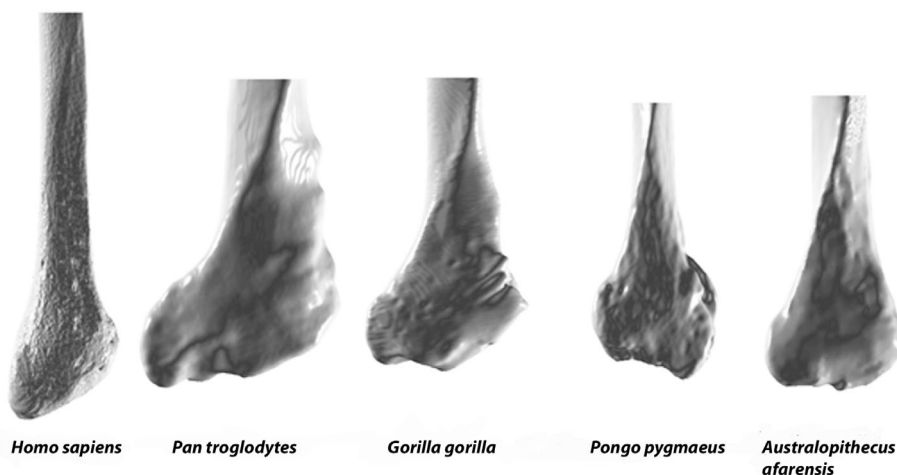 Homo sapiens
Pan troglodytes
Gorilla gorilla
Pongo pygmaeus
Australopithecus
afarensis